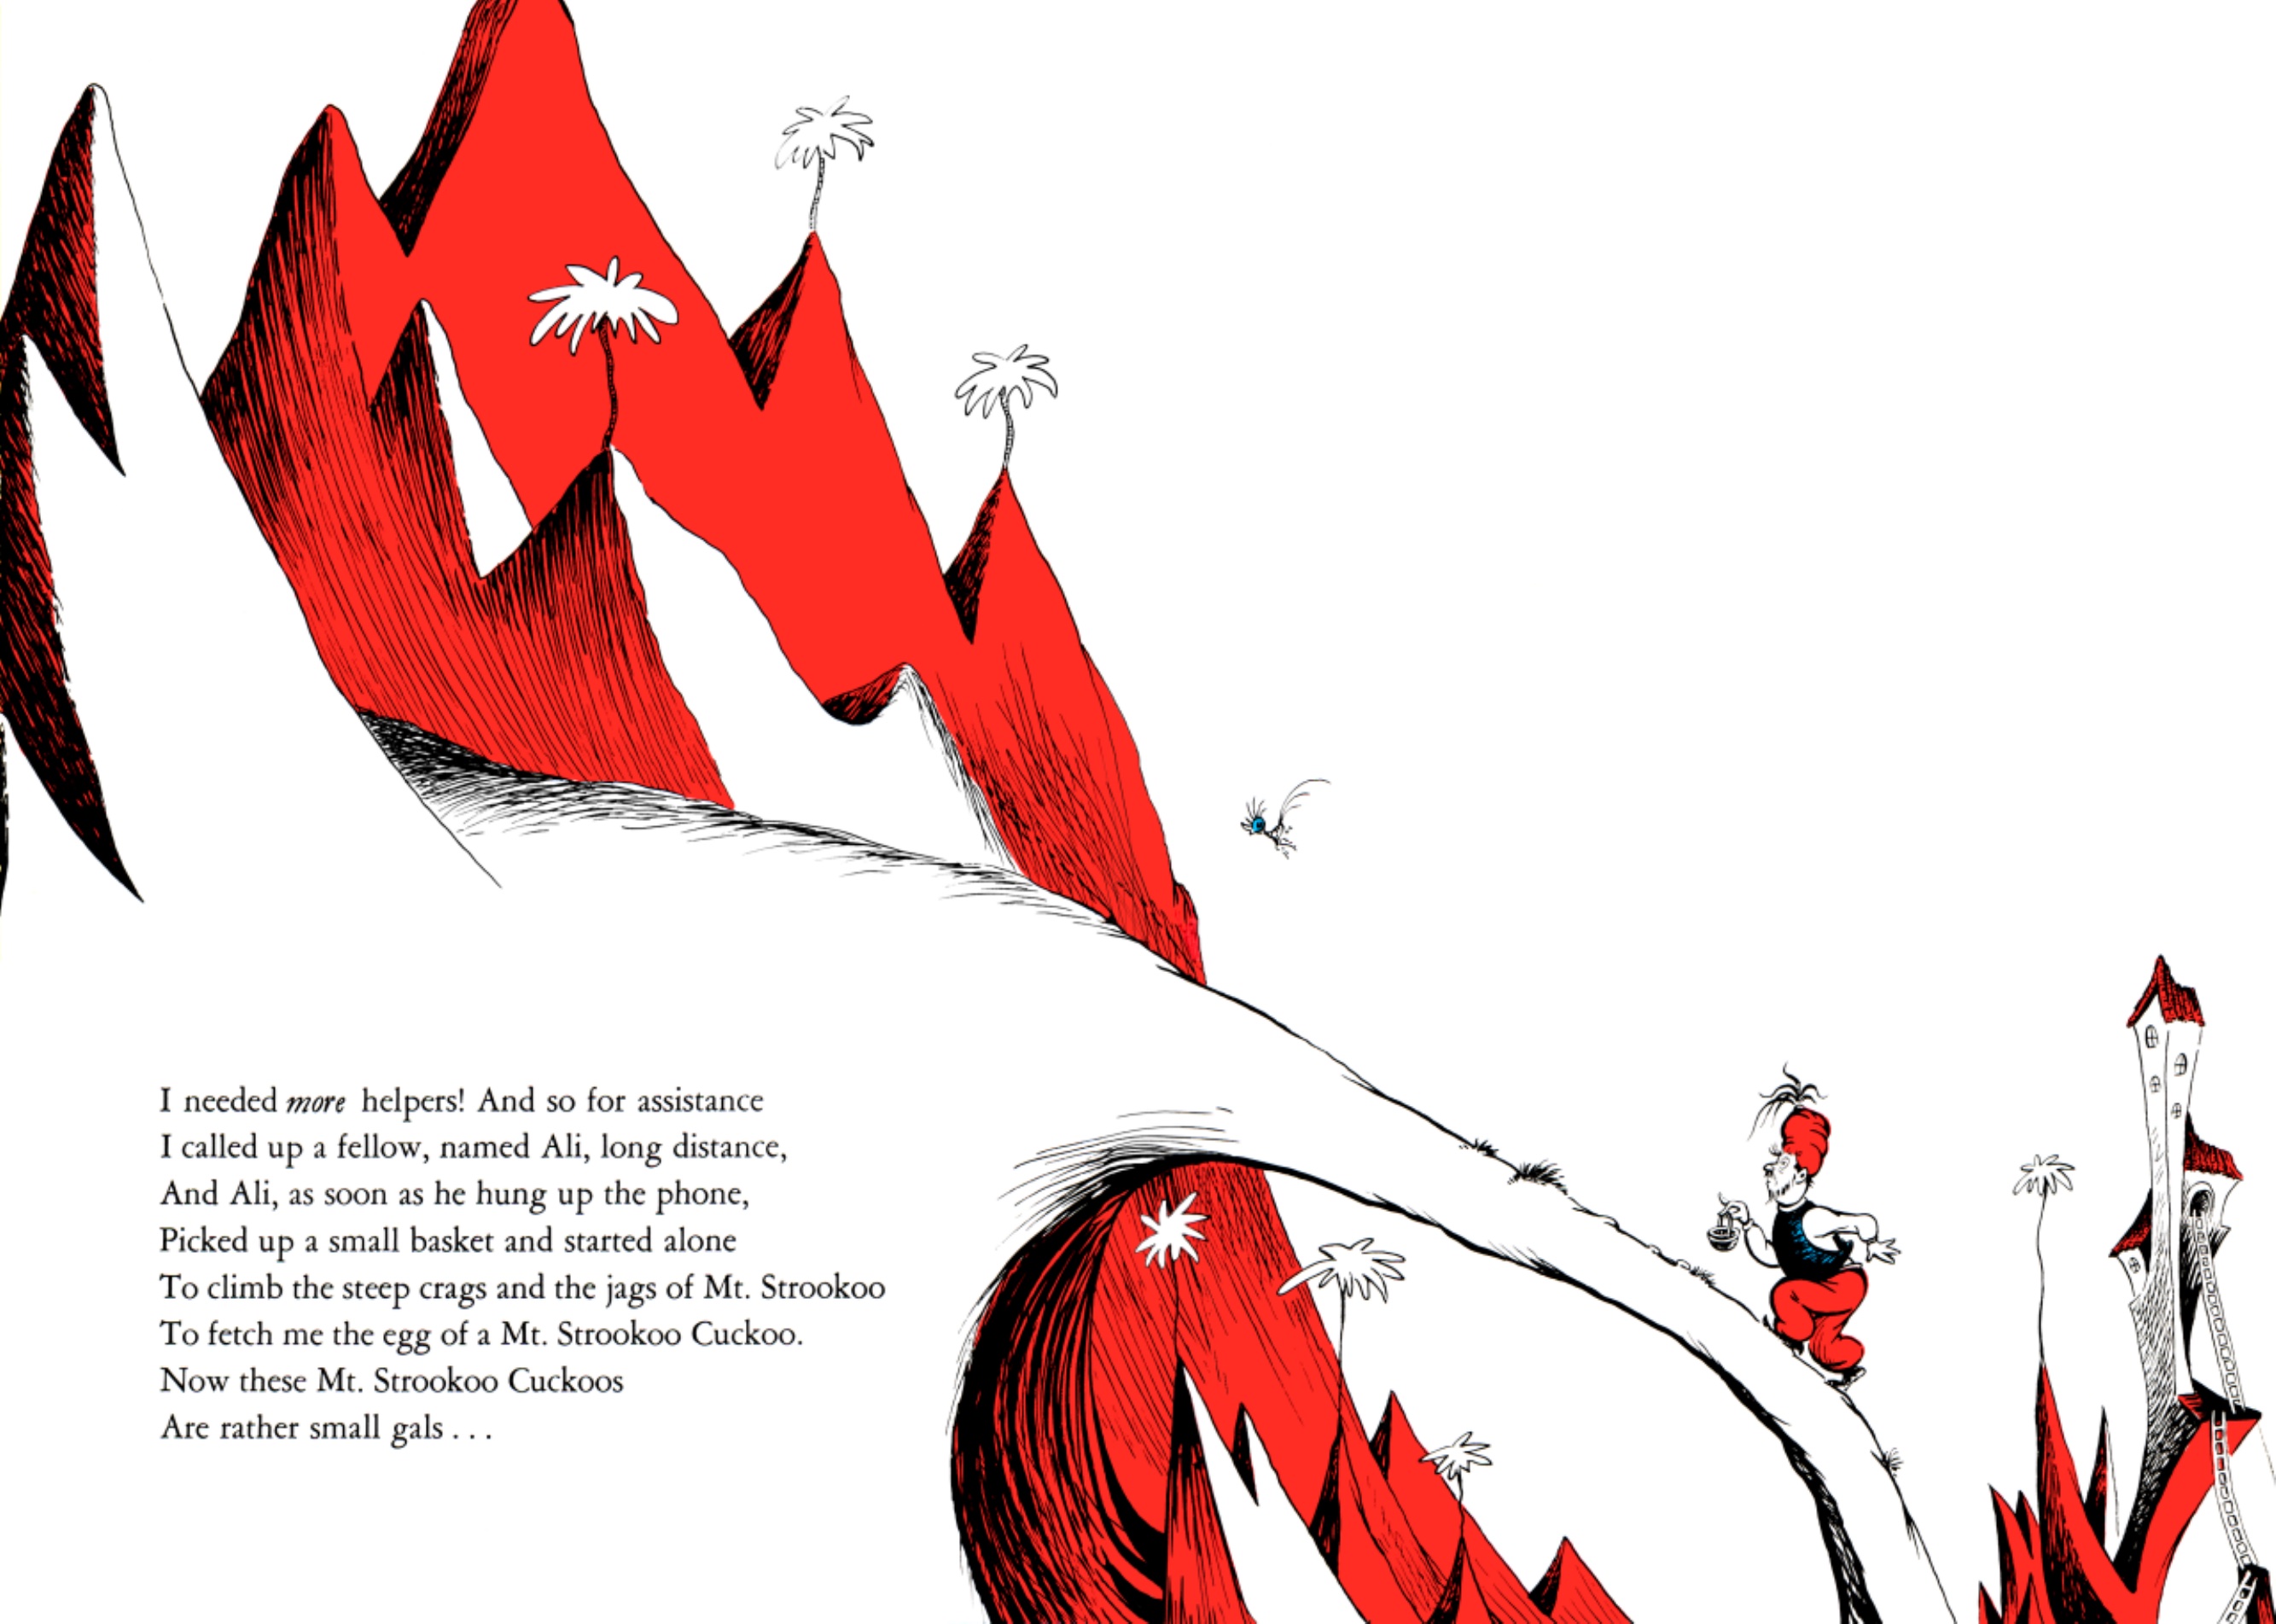 I needed more helpers! And so for assistance
I called up a fellow, named Ali, long distance,
And Ali, as soon as he hung up the phone,
Picked up a small basket and started alone
To climb the steep crags and the jags of Mt. Strookoo
To fetch me the egg of a Mt. Strookoo Cuckoo.
Now these Mt. Strookoo Cuckoos
Are rather small gals . . .